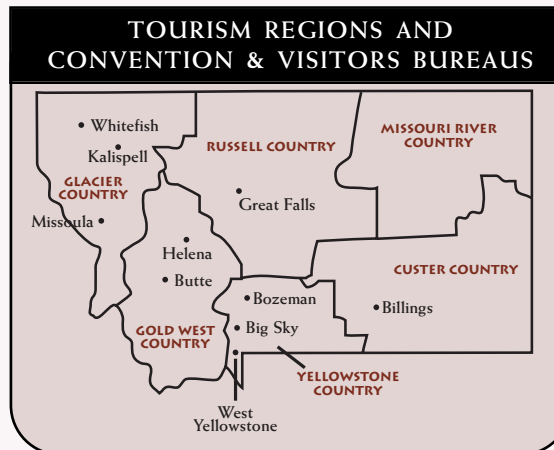 TOURISM REGIONS AND
CONVENTION & VISITORS BUREAUS
Whitefish
Kalispell
GLACIER
COUNTRY
Missoula
RUSSELL COUNTRY
Great Falls
MISSOURI RIVER
COUNTRY
Helena
Butte
GOLD WEST
COUNTRY
Bozeman
Big Sky
CUSTER COUNTRY
Billings
YELLOWSTONE
COUNTRY
West
Yellowstone